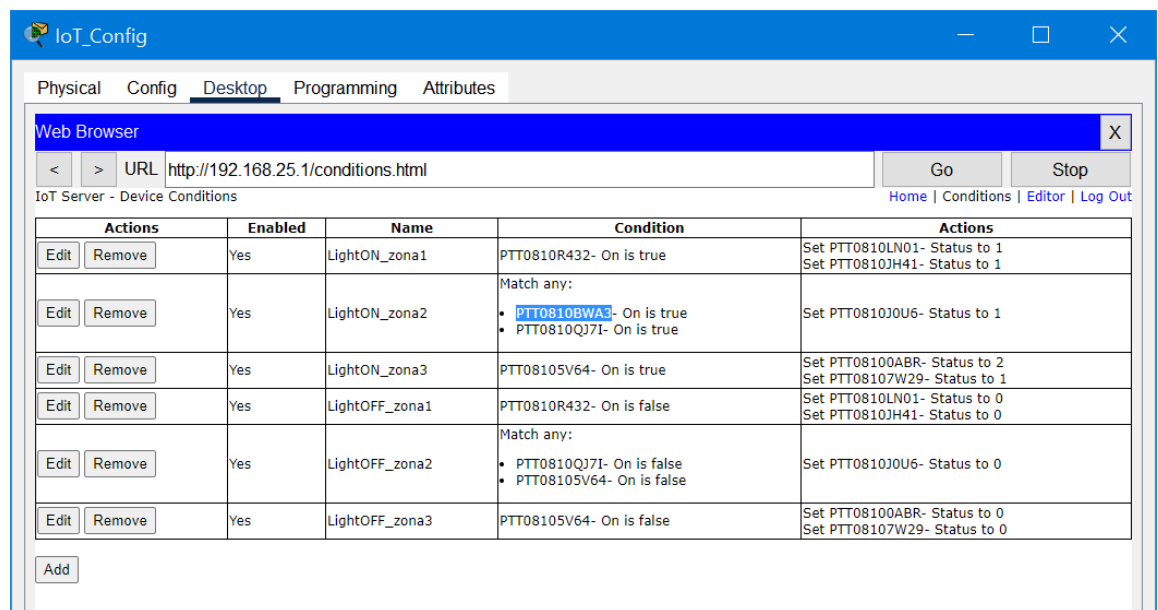 IoT_Config
Physical Config Desktop Programming Attributes
Web Browser X
< > URL http://192.168.25.1/conditions.html Go Stop
IoT Server - Device Conditions Home | Conditions | Editor | Log Out
Actions Enabled Name Condition Actions
Edit Remove Yes LightON_zona1 PTT0810R432- On is true Set PTT0810LN01- Status to 1
Set PTT0810JH41- Status to 1
Match any:
Edit Remove Yes LightON_zona2 • PTT0810BWA3- On is true Set PTT0810J0U6- Status to 1
• PTT0810QJ7I- On is true
Edit Remove Yes LightON_zona3 PTT08105V64- On is true Set PTT08100ABR- Status to 2
Set PTT08107W29- Status to 1
Edit Remove Yes LightOFF_zona1 PTT0810R432- On is false Set PTT0810LN01- Status to 0
Set PTT0810JH41- Status to 0
Match any:
Edit Remove Yes LightOFF_zona2 • PTT0810QJ7I- On is false Set PTT0810J0U6- Status to 0
• PTT08105V64- On is false
Edit Remove Yes LightOFF_zona3 PTT08105V64- On is false Set PTT08100ABR- Status to 0
Set PTT08107W29- Status to 0
Add